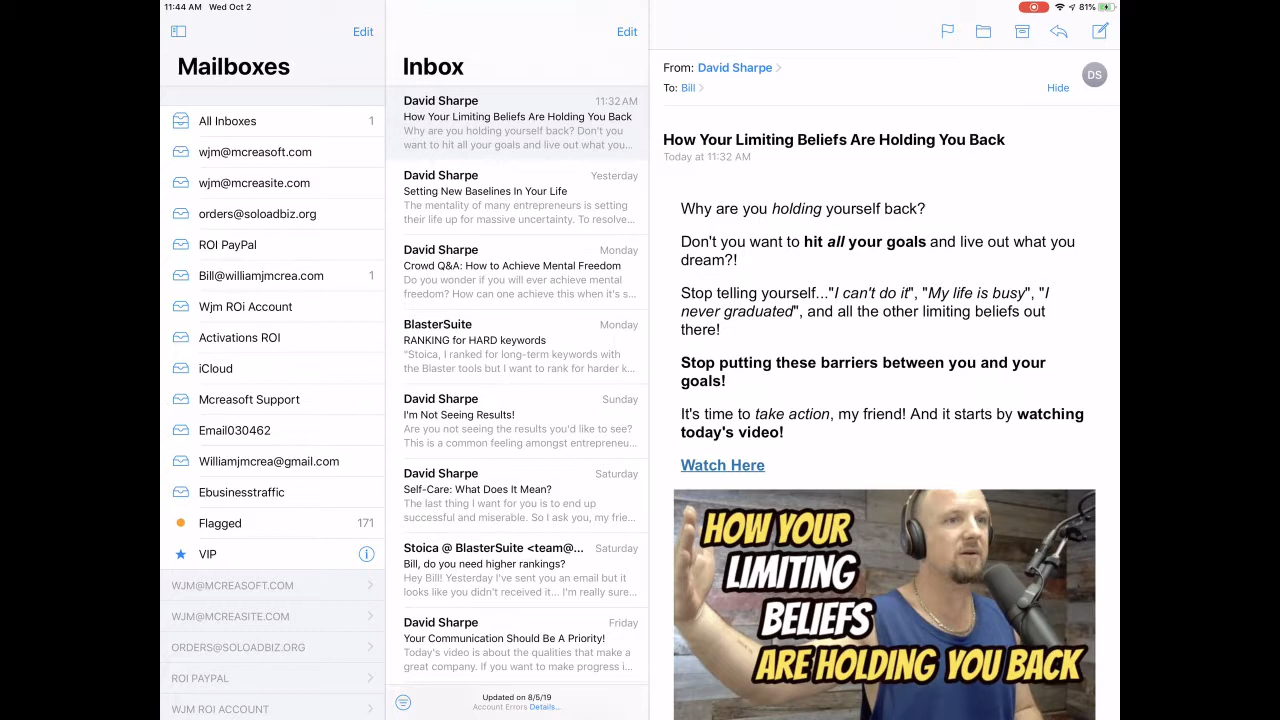 11:44 AM Wed Oct 2
81%
Edit
Mailboxes
All Inboxes 1
wjm@mcreasoft.com
wjm@mcreasite.com
orders@soloadbiz.org
ROI PayPal
Bill@williamjmcrea.com 1
Wjm ROi Account
Activations ROI
iCloud
Mcreasoft Support
Email030462
Williamjmcrea@gmail.com
Ebusinesstraffic
Flagged 171
VIP
WJM@MCREASOFT.COM
WJM@MCREASITE.COM
ORDERS@SOLOADBIZ.ORG
ROI PAYPAL
WJM ROI ACCOUNT
Edit
Inbox
David Sharpe 11:32 AM
How Your Limiting Beliefs Are Holding You Back
Why are you holding yourself back? Don't you
want to hit all your goals and live out what you...
David Sharpe Yesterday
Setting New Baselines In Your Life
The mentality of many entrepreneurs is setting
their life up for massive uncertainty. To resolve...
David Sharpe Monday
Crowd Q&A: How to Achieve Mental Freedom
Do you wonder if you will ever achieve mental
freedom? How can one achieve this when it's s...
BlasterSuite Monday
RANKING for HARD keywords
"Stoica, I ranked for long-term keywords with
the Blaster tools but I want to rank for harder k...
David Sharpe Sunday
I'm Not Seeing Results!
Are you not seeing the results you'd like to see?
This is a common feeling amongst entrepreneu...
David Sharpe Saturday
Self-Care: What Does It Mean?
The last thing I want for you is to end up
successful and miserable. So I ask you, my frie...
Stoica @ BlasterSuite <team@... Saturday
Bill, do you need higher rankings?
Hey Bill! Yesterday I've sent you an email but it
looks like you didn't received it... I'm really sure...
David Sharpe Friday
Your Communication Should Be A Priority!
Today's video is about the qualities that make a
great company. If you want to make progress i...
Updated on 8/5/19
Account Errors Details...
From: David Sharpe
DS
To: Bill
Hide
How Your Limiting Beliefs Are Holding You Back
Today at 11:32 AM
Why are you holding yourself back?
Don't you want to hit all your goals and live out what you
dream?!
Stop telling yourself..."I can't do it", "My life is busy", "I
never graduated", and all the other limiting beliefs out
there!
Stop putting these barriers between you and your
goals!
It's time to take action, my friend! And it starts by watching
today's video!
Watch Here
HOW YOUR
LIMITING
BELIEFS
ARE HOLDING YOU BACK